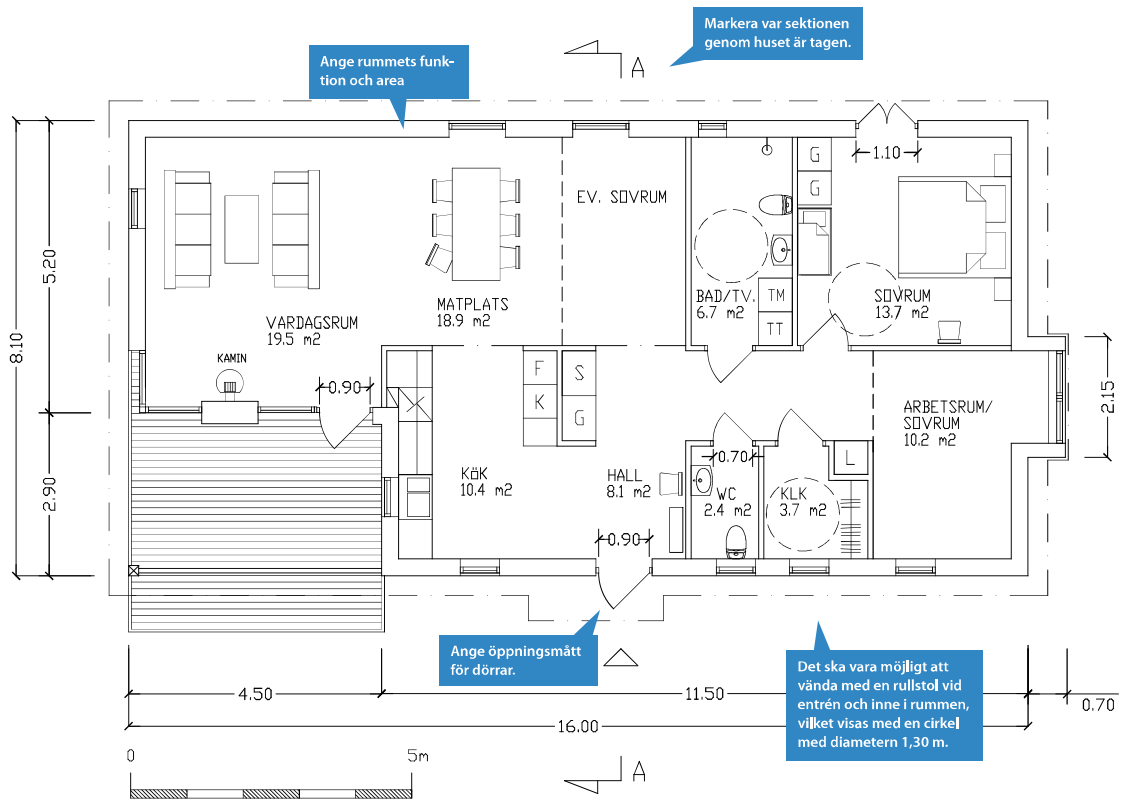 Markera var sektionen
genom huset är tagen.
Ange rummets funk-
tion och area
A
G
G
1.10
EV. SOVRUM
5.20
8.10
MATPLATS
18.9 m2
VARDAGSRUM
19.5 m2
BAD/TV.
6.7 m2
TM
TT
SOVRUM
13.7 m2
KAMIN
0.90
F
K
S
G
ARBETSRUM/
SOVRUM
10.2 m2
2.15
2.90
KÖK
10.4 m2
HALL
8.1 m2
0.70
WC
2.4 m2
L
KLK
3.7 m2
0.90
Ange öppningsmått
för dörrar.
Det ska vara möjligt att
vända med en rullstol vid
entrén och inne i rummen,
vilket visas med en cirkel
med diametern 1,30 m.
4.50
11.50
0.70
16.00
0
5m
A